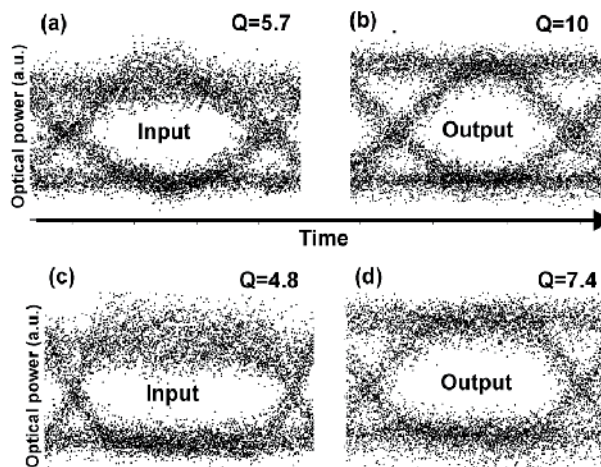 (a) Q=5.7
(b) Q=10
Optical power (a.u.)
Input
Output
Time
(c) Q=4.8
(d) Q=7.4
Optical power (a.u.)
Input
Output